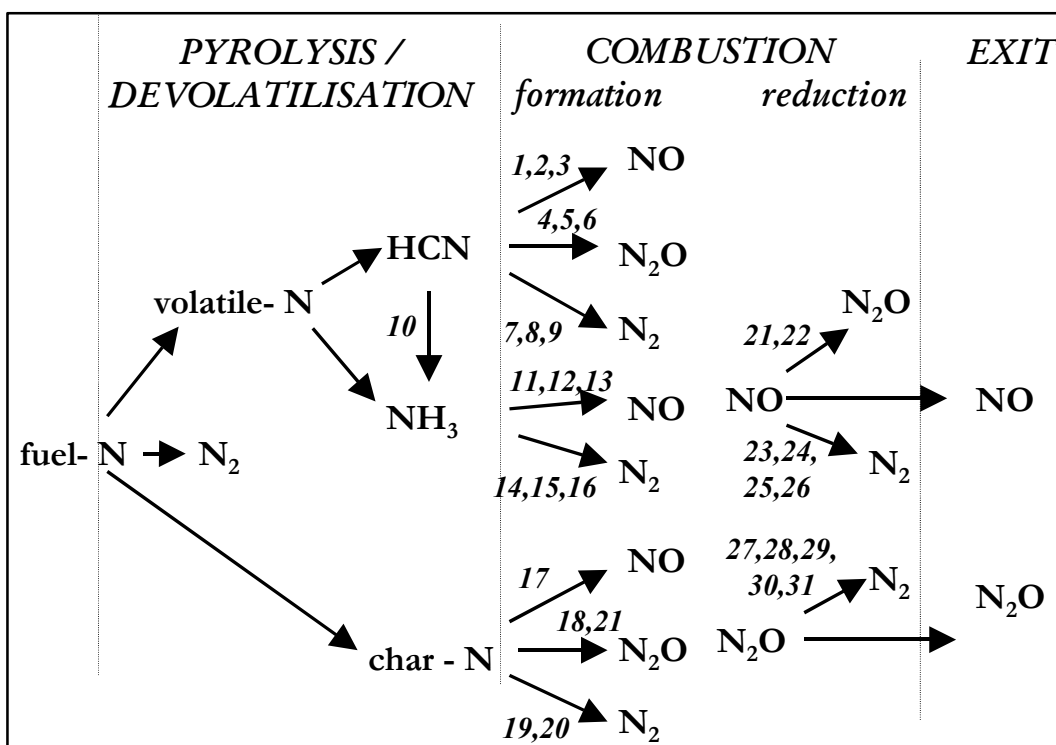 PYROLYSIS /
DEVOLATILISATION
COMBUSTION
formation reduction
EXIT
1,2,3
NO
4,5,6
HCN
N₂O
volatile- N
10
7,8,9
N₂
21,22
N₂O
11,12,13
NH₃
NO
NO
NO
fuel- N
N₂
14,15,16
N₂
23,24,
25,26
N₂
17
NO
27,28,29,
30,31
N₂
N₂O
18,21
char - N
N₂O
N₂O
19,20
N₂